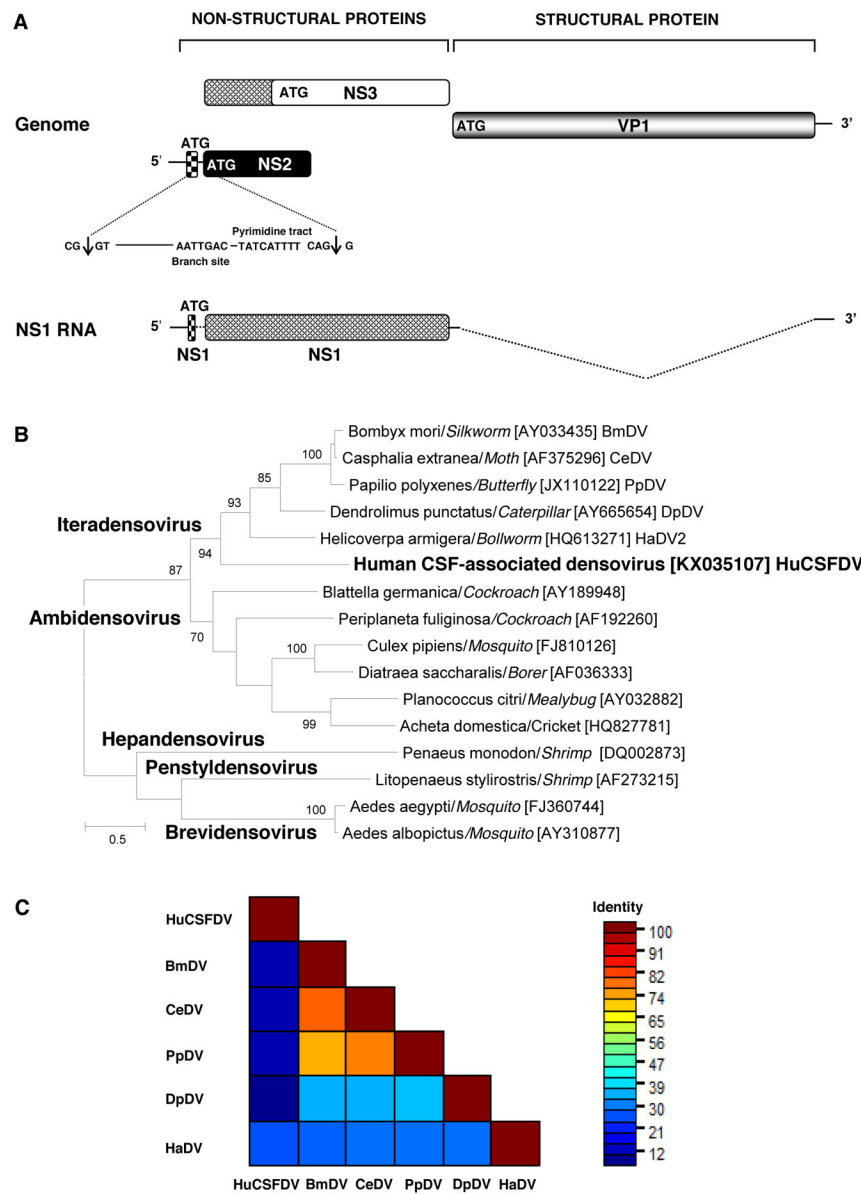 A
NON-STRUCTURAL PROTEINS
STRUCTURAL PROTEIN
ATG NS3
Genome
ATG VP1 3’
ATG
5’ ATG NS2
Pyrimidine tract
CG GT AATTGAC –TATCATTTT CAG G
Branch site
ATG
NS1 RNA 5’ 3’
NS1 NS1
B
Bombyx mori/Silkworm [AY033435] BmDV
100
Casphalia extranea/Moth [AF375296] CeDV
85
Papilio polyxenes/Butterfly [JX110122] PpDV
93
Dendrolimus punctatus/Caterpillar [AY665654] DpDV
Iteradensovirus
Helicoverpa armigera/Bollworm [HQ613271] HaDV2
94
Human CSF-associated densovirus [KX035107] HuCSFDV
87
Blattella germanica/Cockroach [AY189948]
Ambidensovirus
Periplaneta fuliginosa/Cockroach [AF192260]
70
100
Culex pipiens/Mosquito [FJ810126]
Diatraea saccharalis/Borer [AF036333]
Planococcus citri/Mealybug [AY032882]
99
Acheta domestica/Cricket [HQ827781]
Hepandensovirus
Penaeus monodon/Shrimp [DQ002873]
Penstyldensovirus
Litopenaeus stylirostris/Shrimp [AF273215]
100
Aedes aegypti/Mosquito [FJ360744]
Brevidensovirus
Aedes albopictus/Mosquito [AY310877]
0.5
C
Identity
HuCSFDV
BmDV
CeDV
PpDV
DpDV
HaDV
HuCSFDV BmDV CeDV PpDV DpDV HaDV
100
91
82
74
65
56
47
39
30
21
12